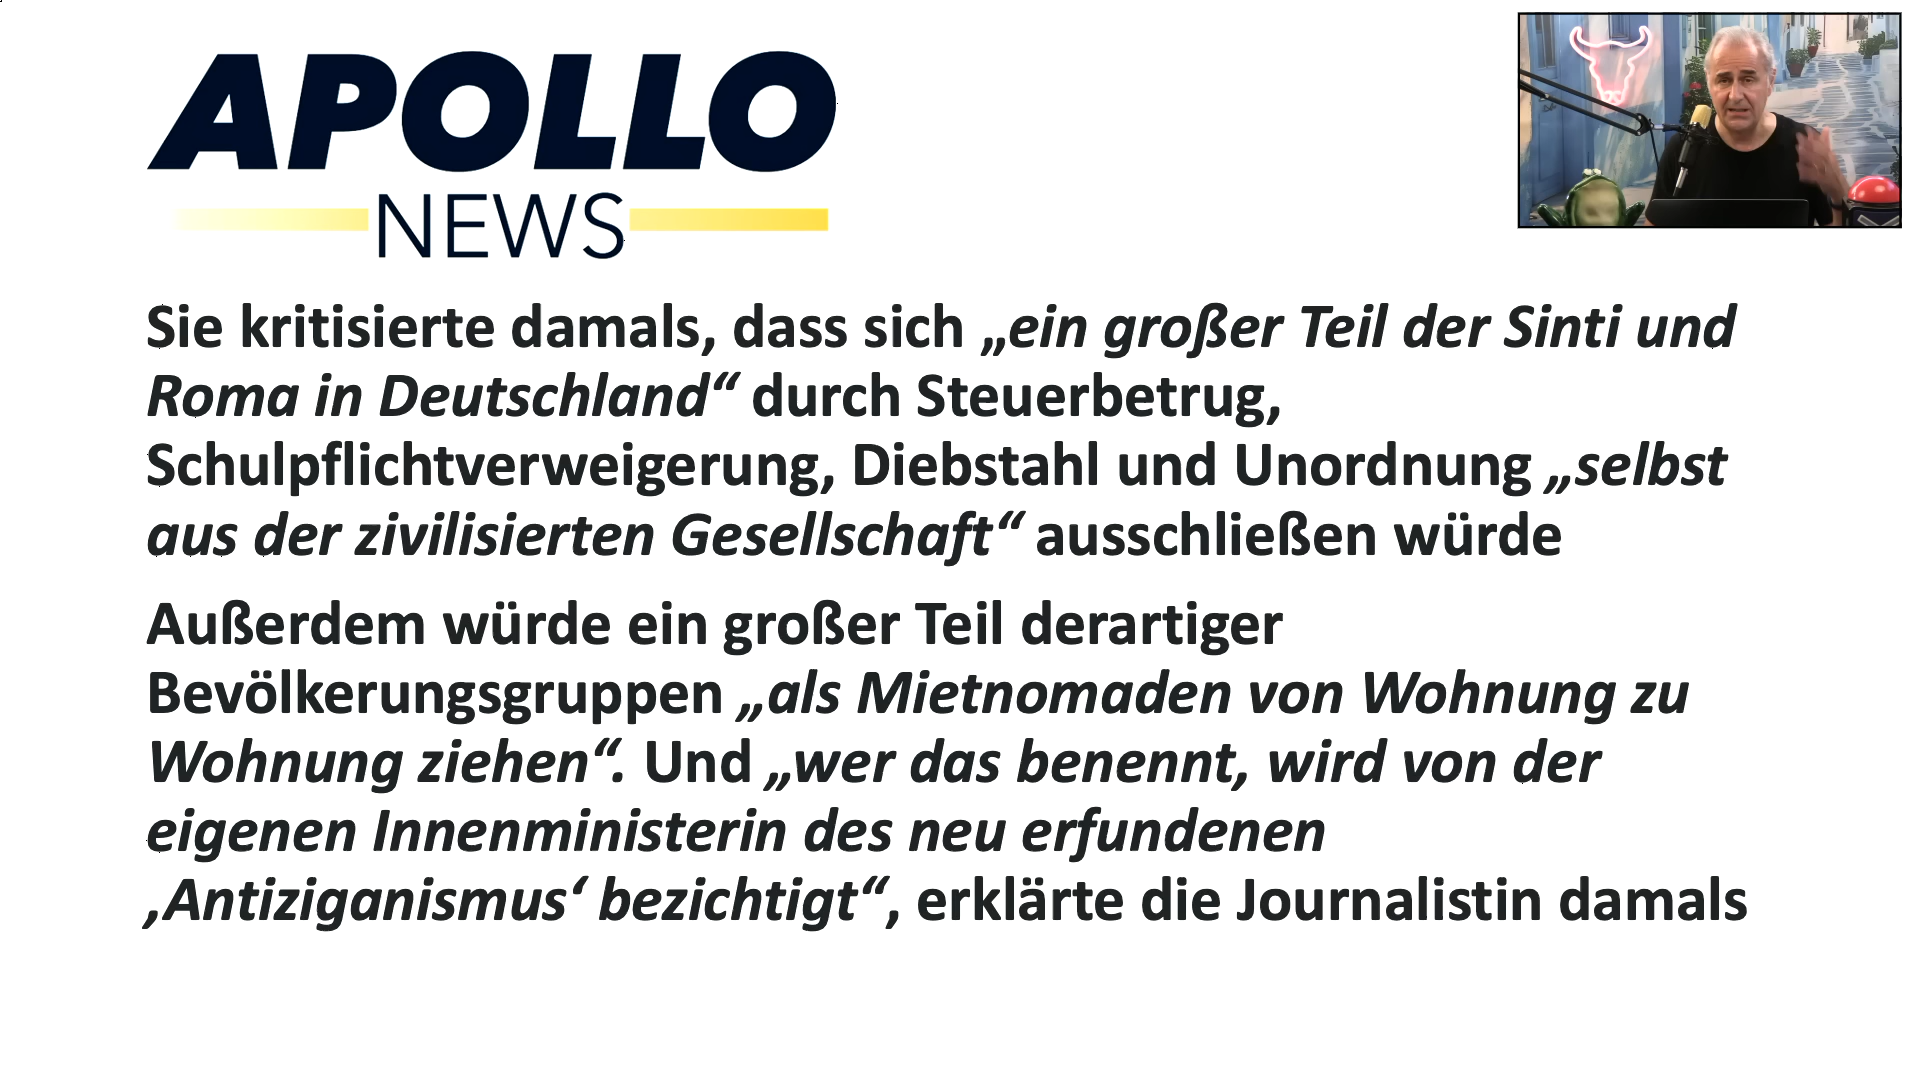 APOLLO
NEWS
Sie kritisierte damals, dass sich „ein großer Teil der Sinti und
Roma in Deutschland“ durch Steuerbetrug,
Schulpflichtverweigerung, Diebstahl und Unordnung „selbst
aus der zivilisierten Gesellschaft“ ausschließen würde
Außerdem würde ein großer Teil derartiger
Bevölkerungsgruppen „als Mietnomaden von Wohnung zu
Wohnung ziehen“. Und „wer das benennt, wird von der
eigenen Innenministerin des neu erfundenen
‚Antiziganismus‘ bezichtigt“, erklärte die Journalistin damals